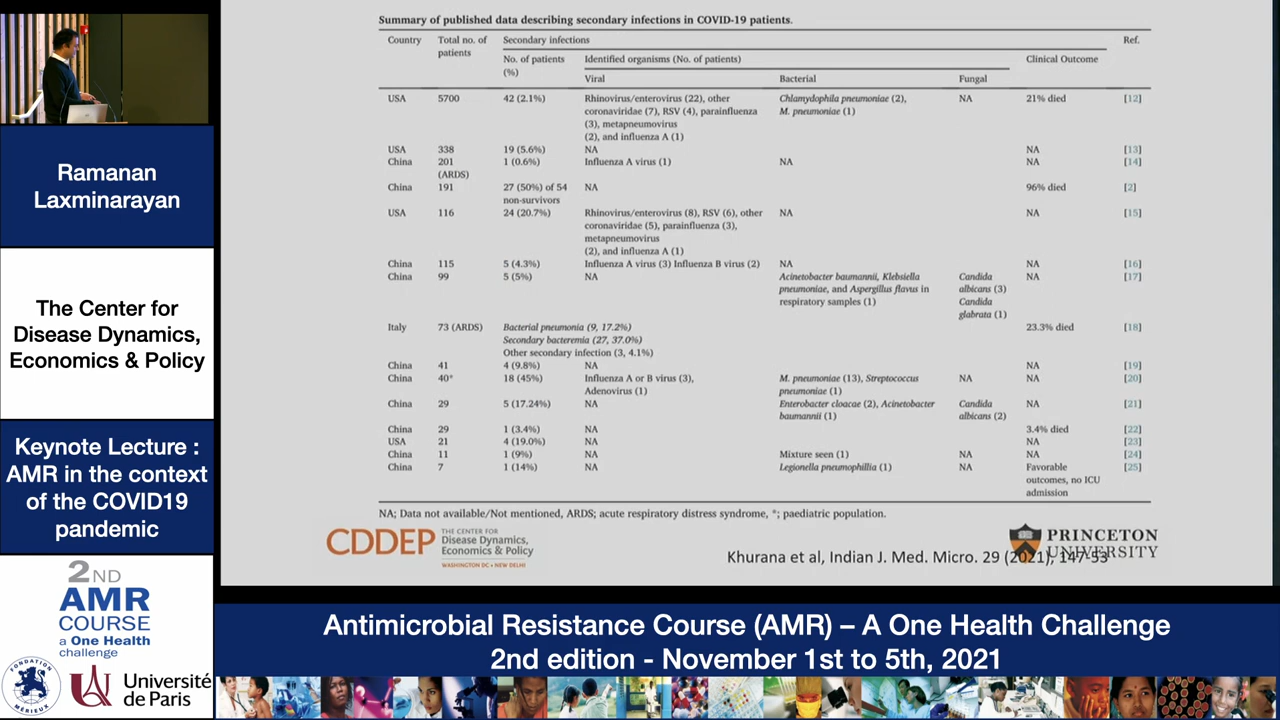 Summary of published data describing secondary infections in COVID-19 patients.
Country Total no. of patients Secondary infections Ref.
No. of patients (%) Identified organisms (No. of patients) Clinical Outcome
Viral Bacterial Fungal
USA 5700 42 (2.1%) Rhinovirus/enterovirus (22), other Chlamydophila pneumoniae (2), NA 21% died [12]
coronaviridae (7), RSV (4), parainfluenza M. pneumoniae (1)
(3), metapneumovirus
(2), and influenza A (1)
USA 338 19 (5.6%) NA NA [13]
China 201 1 (0.6%) Influenza A virus (1) NA NA [14]
(ARDS)
China 191 27 (50%) of 54 NA 96% died [2]
non-survivors
USA 116 24 (20.7%) Rhinovirus/enterovirus (8), RSV (6), other NA NA [15]
coronaviridae (5), parainfluenza (3),
metapneumovirus
(2), and influenza A (1)
China 115 5 (4.3%) Influenza A virus (3) Influenza B virus (2) NA NA [16]
China 99 5 (5%) NA Acinetobacter baumannii, Klebsiella Candida NA [17]
pneumoniae, and Aspergillus flavus in albicans (3)
respiratory samples (1) Candida
glabrata (1)
Italy 73 (ARDS) Bacterial pneumonia (9, 17.2%) 23.3% died [18]
Secondary bacteremia (27, 37.0%)
Other secondary infection (3, 4.1%)
China 41 4 (9.8%) NA NA [19]
China 40* 18 (45%) Influenza A or B virus (3), M. pneumoniae (13), Streptococcus NA NA [20]
Adenovirus (1) pneumoniae (1)
China 29 5 (17.24%) NA Enterobacter cloacae (2), Acinetobacter Candida NA [21]
baumannii (1) albicans (2)
China 29 1 (3.4%) NA 3.4% died [22]
USA 21 4 (19.0%) NA NA [23]
China 11 1 (9%) NA Mixture seen (1) NA NA [24]
China 7 1 (14%) NA Legionella pneumophillia (1) NA Favorable [25]
outcomes, no ICU
admission
NA; Data not available/Not mentioned, ARDS; acute respiratory distress syndrome, *; paediatric population.
CDDEP THE CENTER FOR
Disease Dynamics,
Economics & Policy
WASHINGTON DC • NEW DELHI
PRINCETON
UNIVERSITY
Khurana et al, Indian J. Med. Micro. 29 (2021), 147-53
Ramanan
Laxminarayan
The Center for
Disease Dynamics,
Economics & Policy
Keynote Lecture :
AMR in the context
of the COVID19
pandemic
2ND
AMR
COURSE
a One Health
challenge
FONDATION
MÉRIEUX
Université
de Paris
Antimicrobial Resistance Course (AMR) – A One Health Challenge
2nd edition - November 1st to 5th, 2021